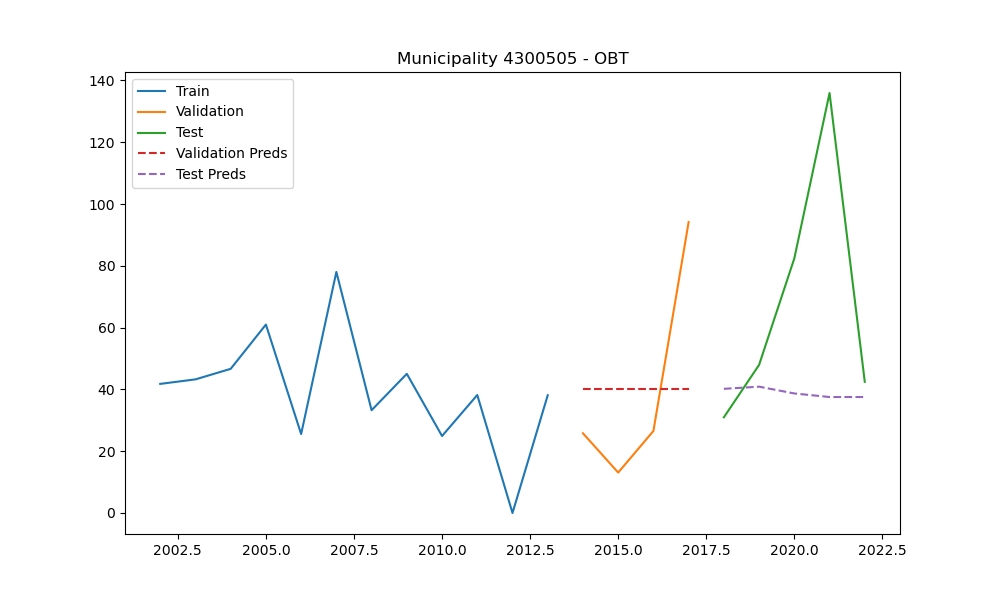 Municipality 4300505 - OBT
140
120
100
80
60
40
20
0
Train
Validation
Test
Validation Preds
Test Preds
2002.5 2005.0 2007.5 2010.0 2012.5 2015.0 2017.5 2020.0 2022.5